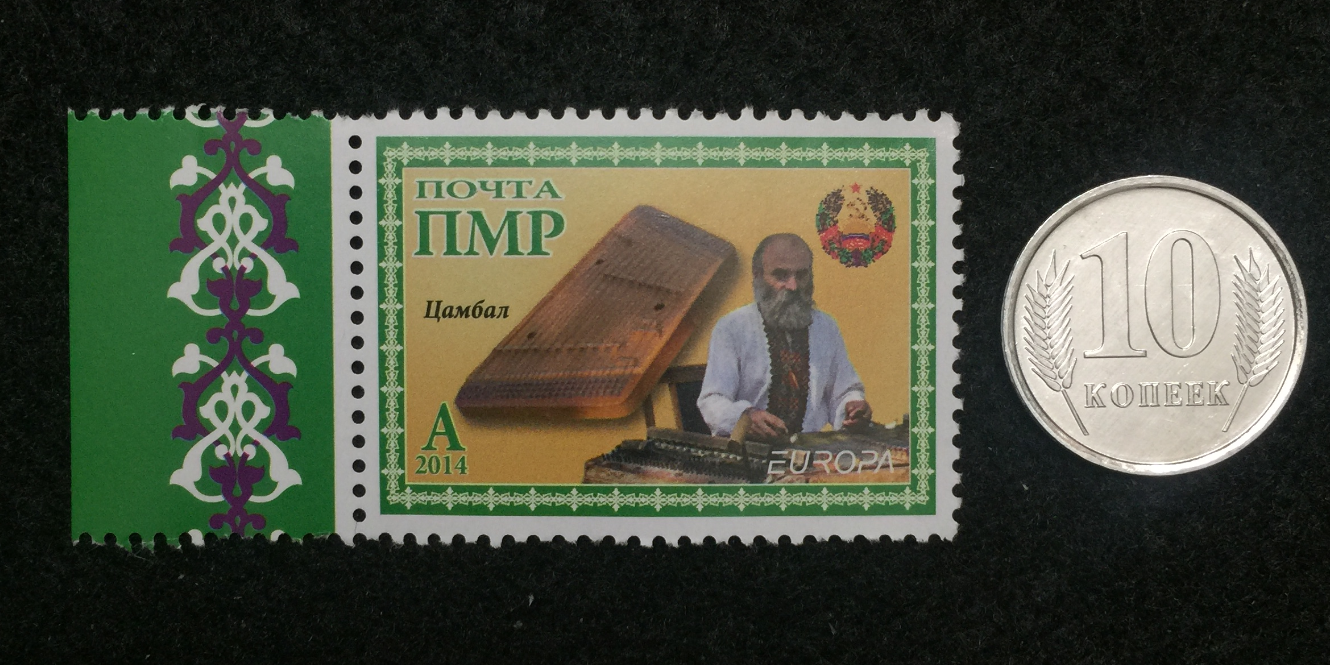 ПОЧТА
ПМР
Цамбал
А
2014
EUROPA
10
КОПЕЕК